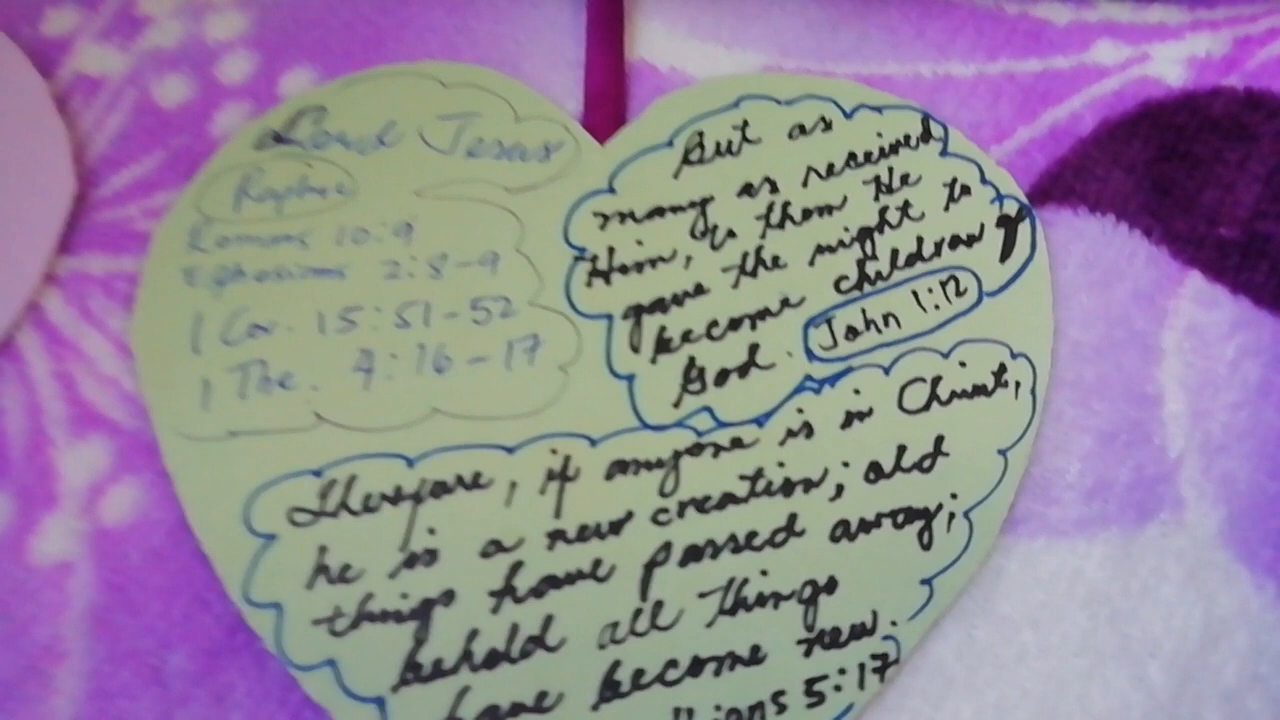 Lord Jesus
Rapture
Romans 10:9
Ephesians 2:8-9
1 Cor. 15:51-52
1 The. 4:16-17
But as
many as received
Him, to them He
gave the right to
become children of
God. John 1:12
Therefore, if anyone is in Christ,
he is a new creation; old
things have passed away;
behold all things
have become new.
5:17